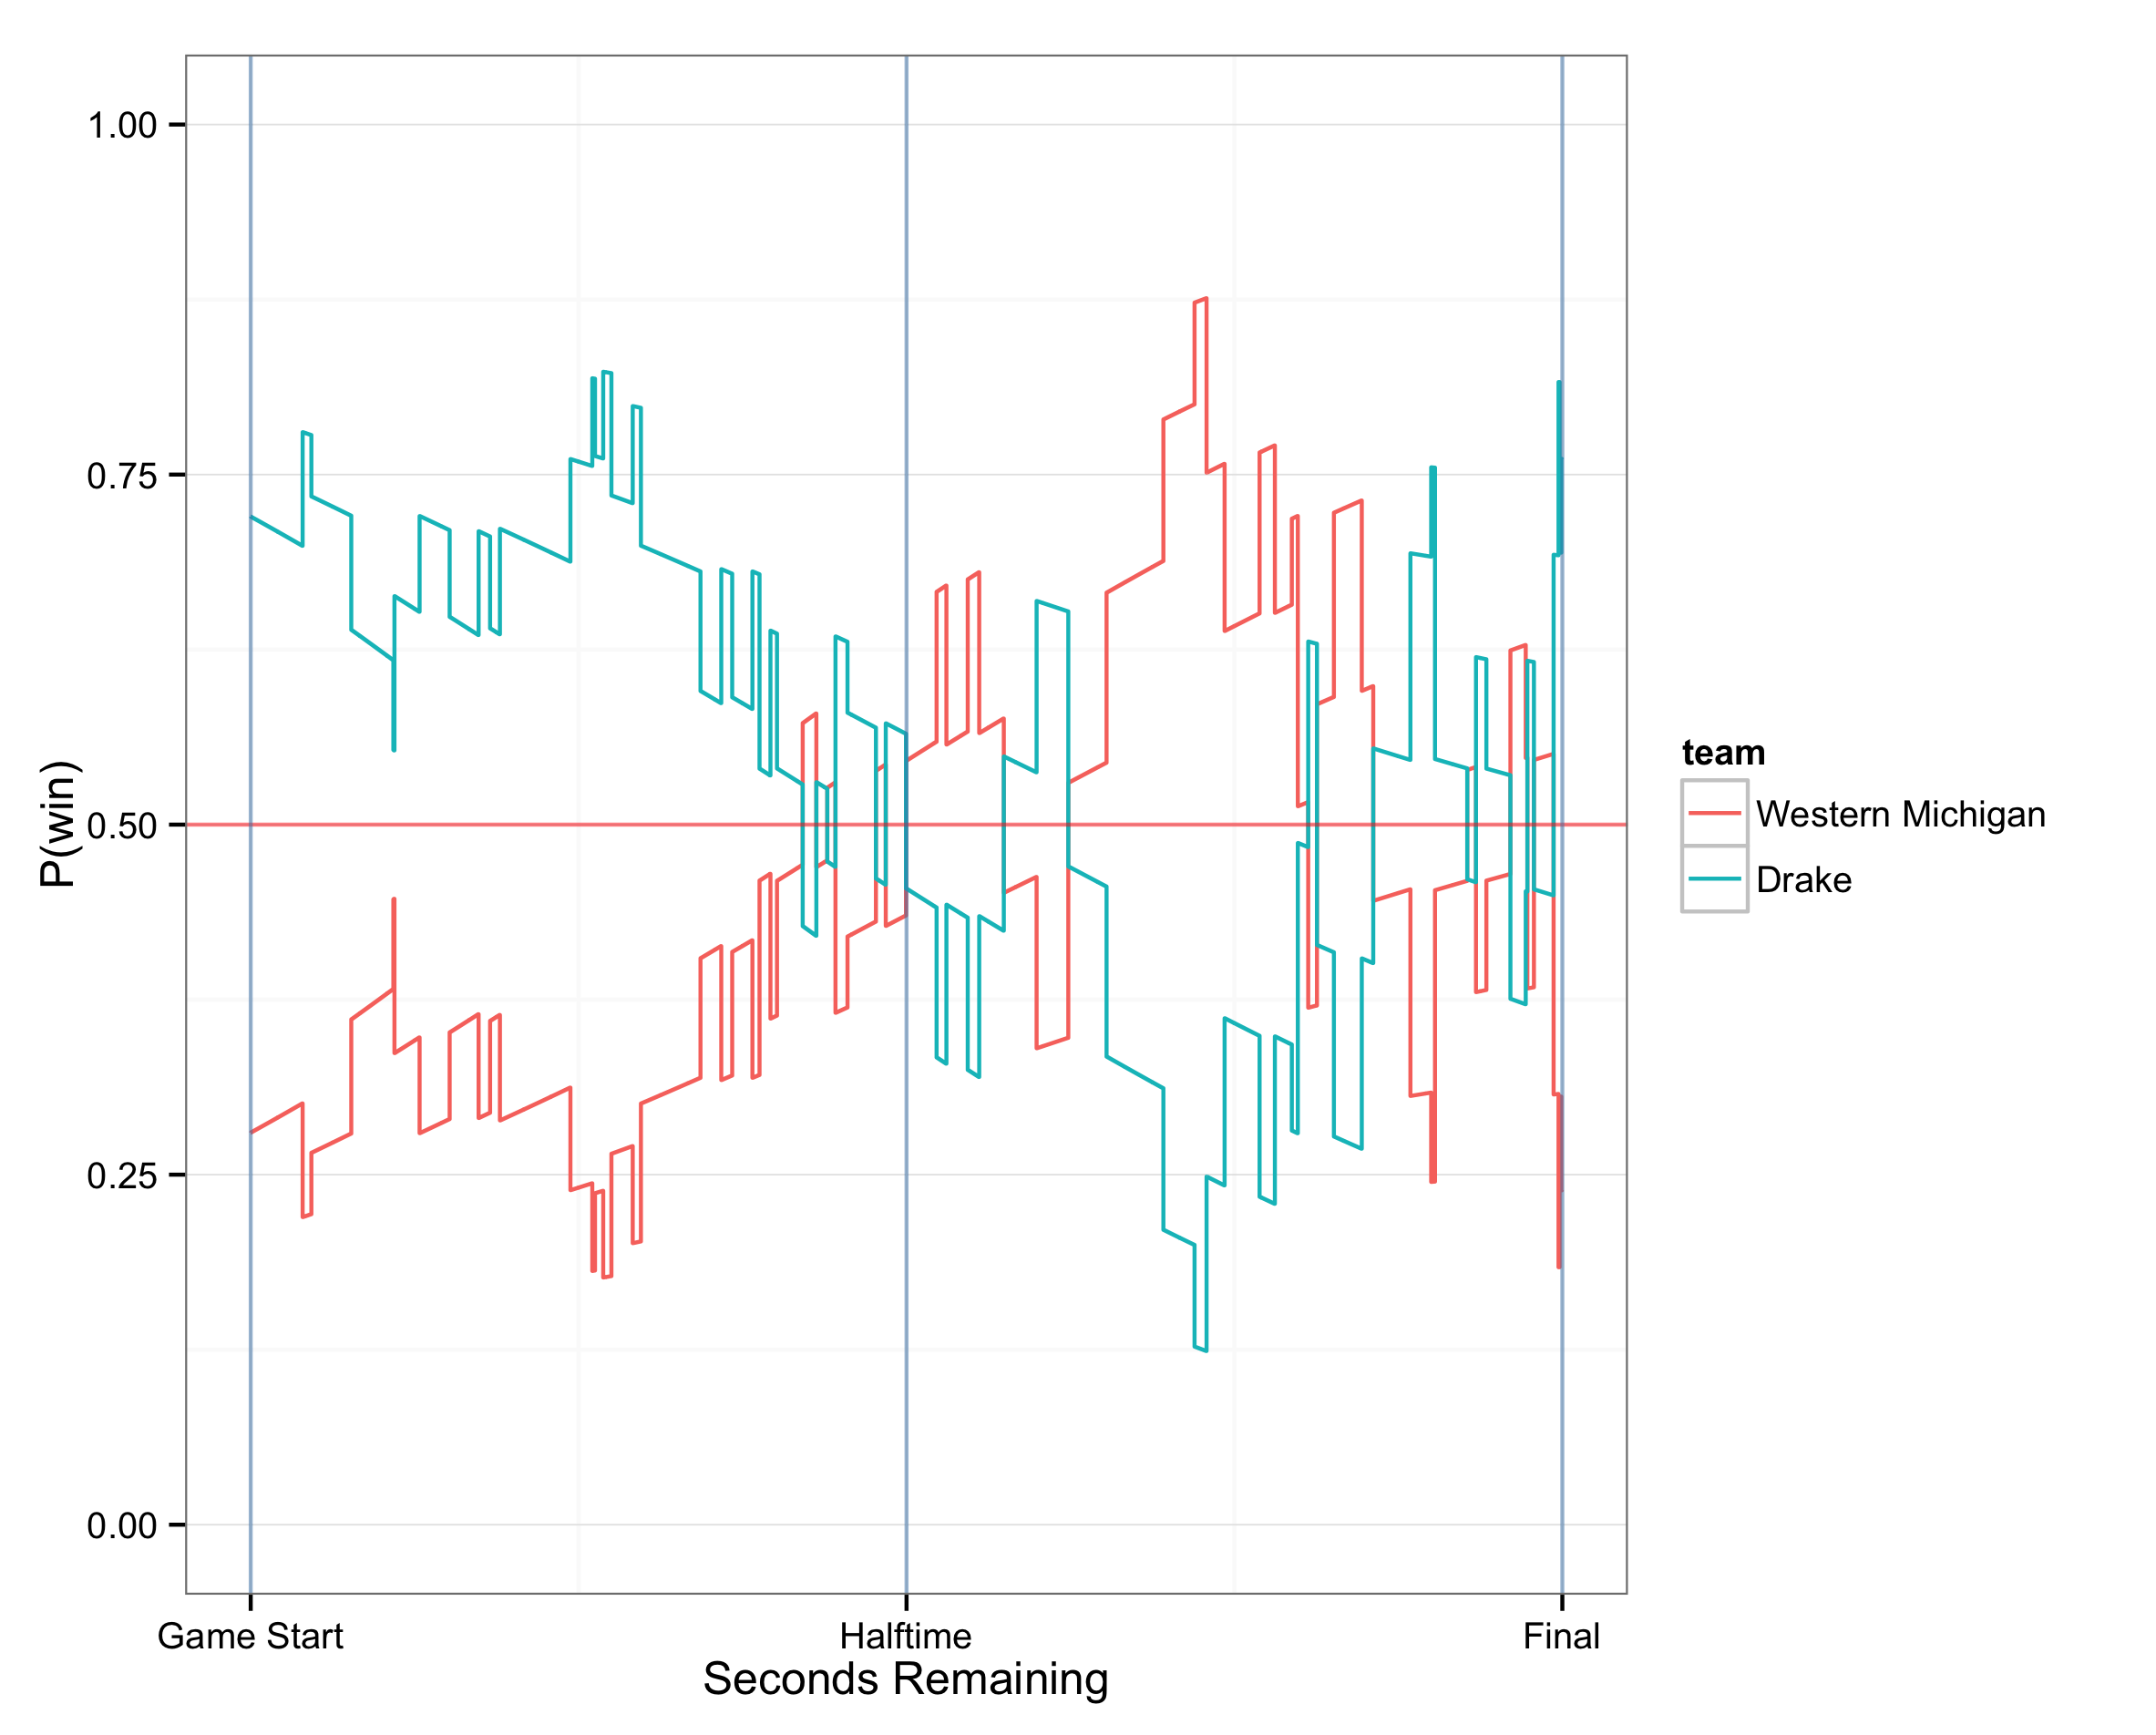 1.00
0.75
0.50
0.25
0.00
P(win)
Game Start
Halftime
Final
Seconds Remaining
team
Western Michigan
Drake